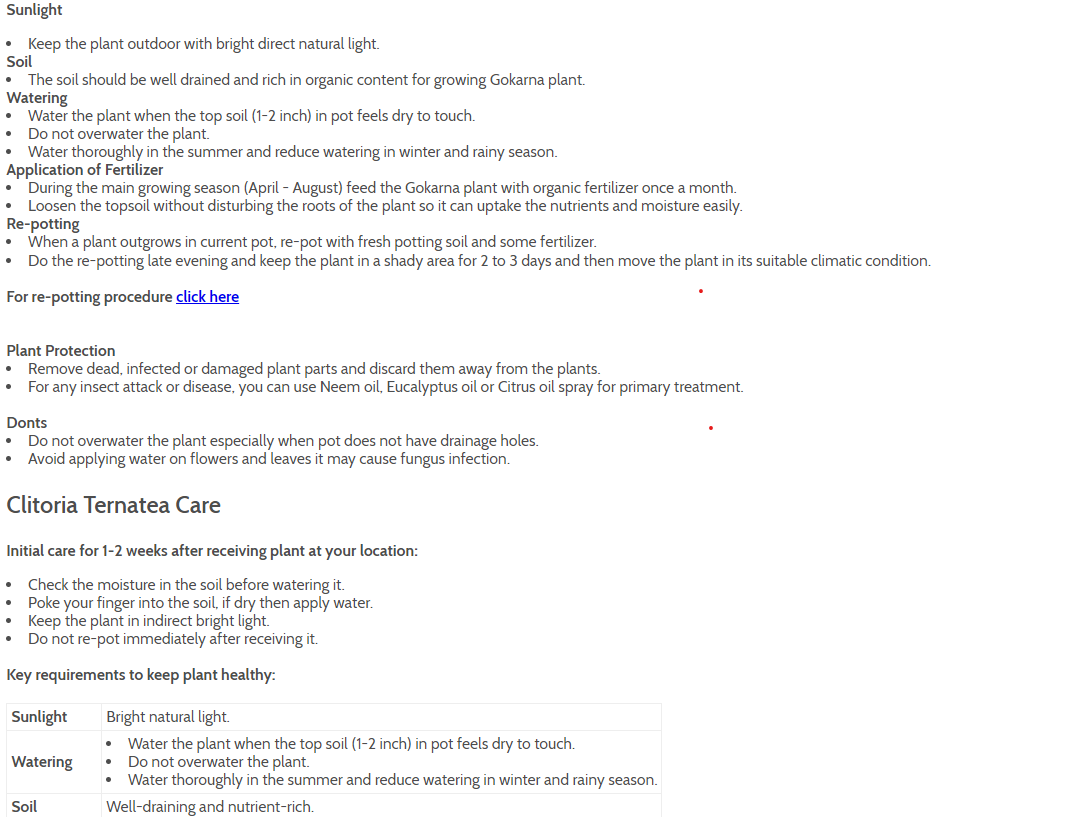 Sunlight
• Keep the plant outdoor with bright direct natural light.
Soil
• The soil should be well drained and rich in organic content for growing Gokarna plant.
Watering
• Water the plant when the top soil (1-2 inch) in pot feels dry to touch.
• Do not overwater the plant.
• Water thoroughly in the summer and reduce watering in winter and rainy season.
Application of Fertilizer
• During the main growing season (April - August) feed the Gokarna plant with organic fertilizer once a month.
• Loosen the topsoil without disturbing the roots of the plant so it can uptake the nutrients and moisture easily.
Re-potting
• When a plant outgrows in current pot, re-pot with fresh potting soil and some fertilizer.
• Do the re-potting late evening and keep the plant in a shady area for 2 to 3 days and then move the plant in its suitable climatic condition.
For re-potting procedure click here
Plant Protection
• Remove dead, infected or damaged plant parts and discard them away from the plants.
• For any insect attack or disease, you can use Neem oil, Eucalyptus oil or Citrus oil spray for primary treatment.
Donts
• Do not overwater the plant especially when pot does not have drainage holes.
• Avoid applying water on flowers and leaves it may cause fungus infection.
Clitoria Ternatea Care
Initial care for 1-2 weeks after receiving plant at your location:
• Check the moisture in the soil before watering it.
• Poke your finger into the soil, if dry then apply water.
• Keep the plant in indirect bright light.
• Do not re-pot immediately after receiving it.
Key requirements to keep plant healthy:
Sunlight Bright natural light.
Watering
• Water the plant when the top soil (1-2 inch) in pot feels dry to touch.
• Do not overwater the plant.
• Water thoroughly in the summer and reduce watering in winter and rainy season.
Soil Well-draining and nutrient-rich.